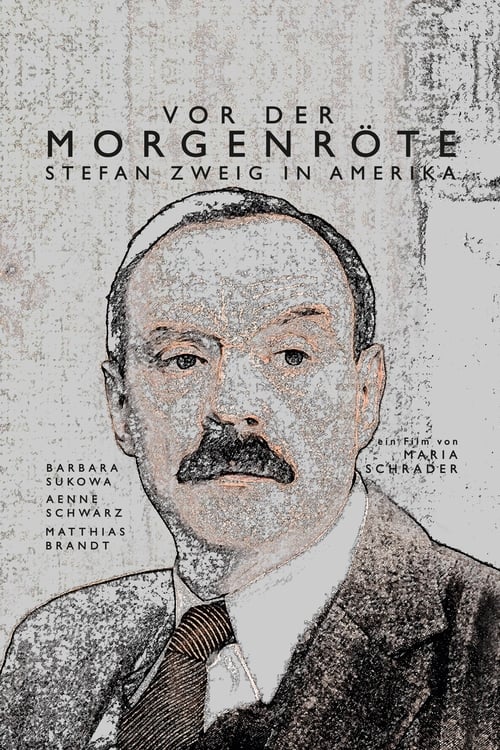 VOR DER
MORGENRÖTE
STEFAN ZWEIG IN AMERIKA
ein Film von
MARIA
SCHRADER
BARBARA
SUKOWA
AENNE
SCHWARZ
MATTHIAS
BRANDT